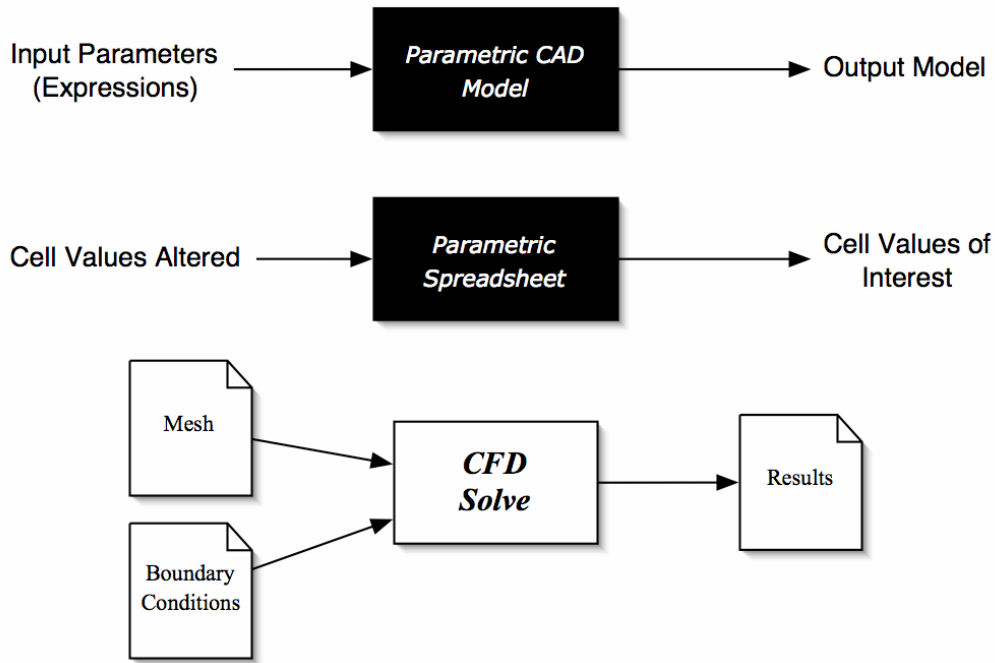 Input Parameters
(Expressions)
Parametric CAD
Model
Output Model
Cell Values Altered
Parametric
Spreadsheet
Cell Values of
Interest
Mesh
Boundary
Conditions
CFD
Solve
Results